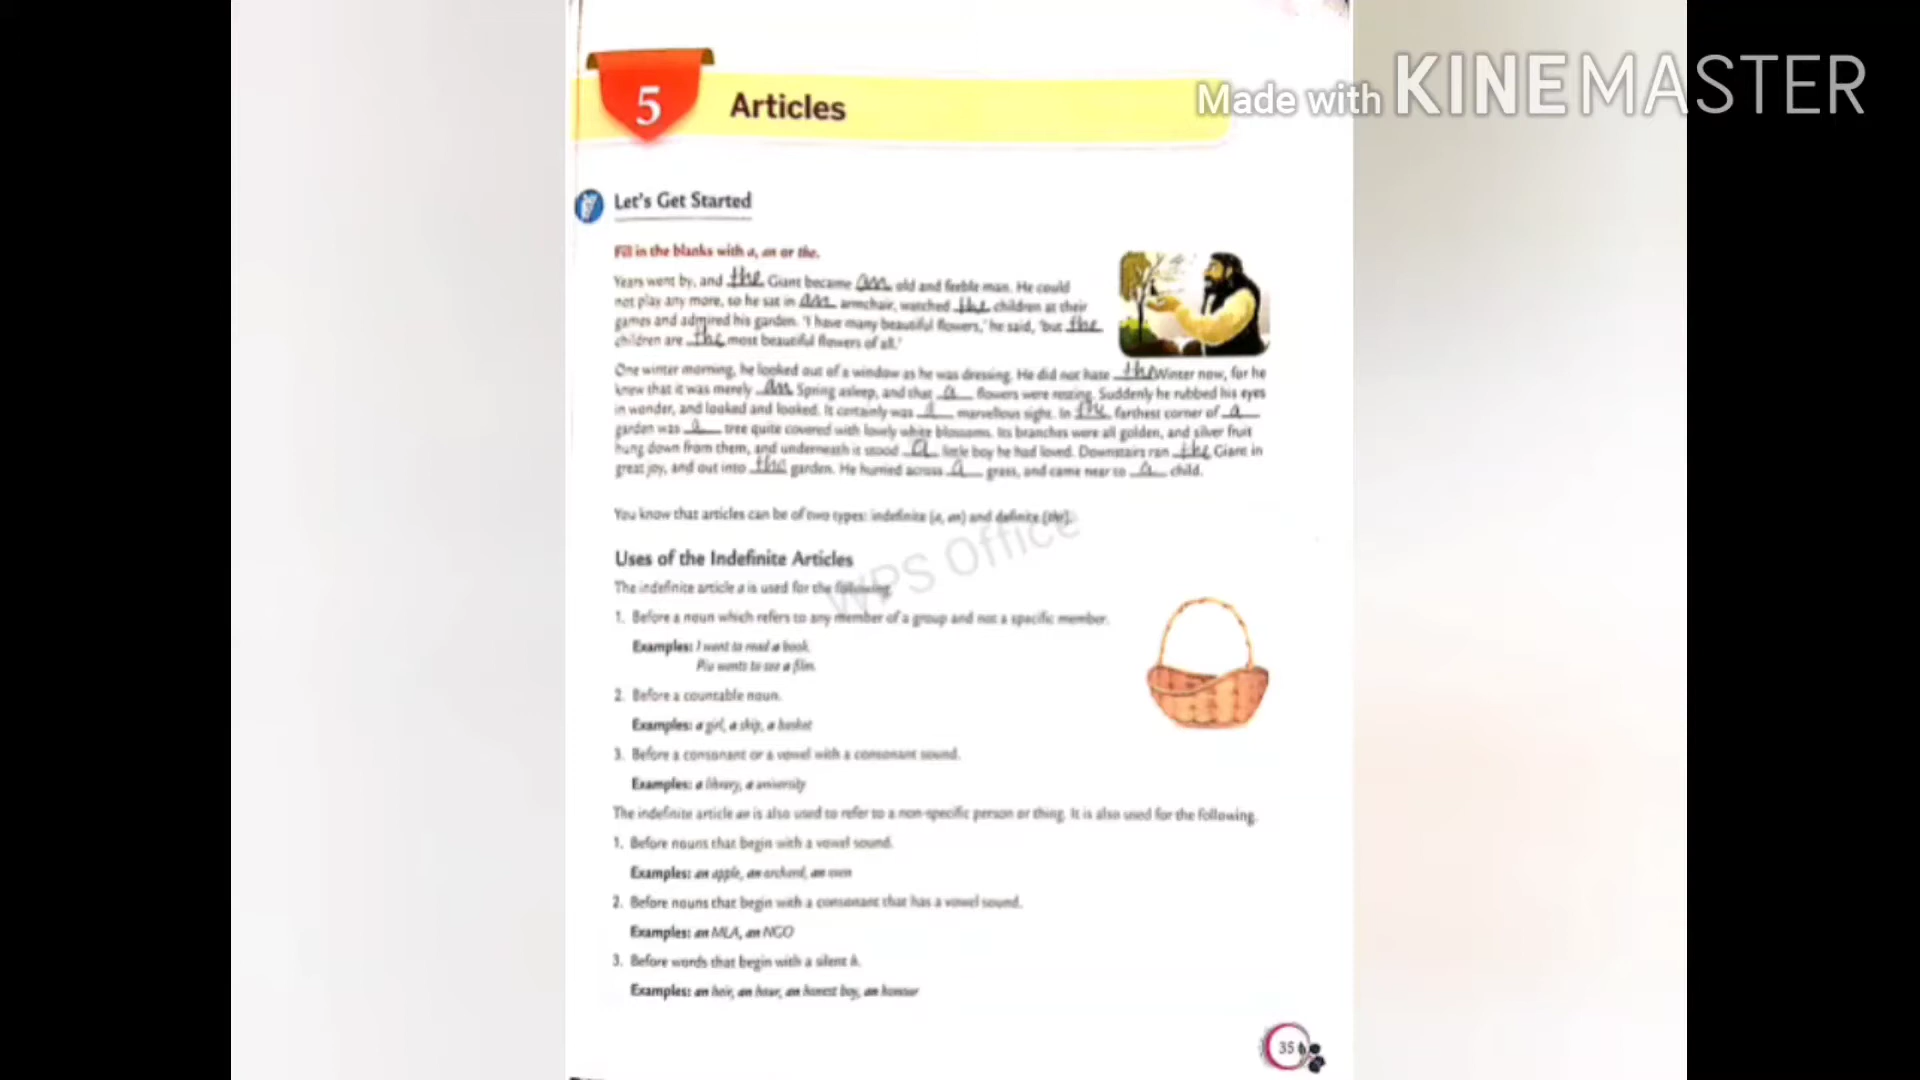 Made with KINEMASTER
5
Articles
Let's Get Started
Fill in the blanks with a, an or the.
Years went by, and the Giant became an old and feeble man. He could
not play any more, so he sat in an armchair, watched the children at their
games and admired his garden. 'I have many beautiful flowers,' he said, 'but the
children are the most beautiful flowers of all.'
One winter morning, he looked out of a window as he was dressing. He did not hate the Winter now, for he
knew that it was merely an Spring asleep, and that a flowers were resting. Suddenly he rubbed his eyes
in wonder, and looked and looked. It certainly was a marvellous sight. In the farthest corner of a
garden was a tree quite covered with lovely white blossoms. Its branches were all golden, and silver fruit
hung down from them, and underneath it stood a little boy he had loved. Downstairs ran the Giant in
great joy, and out into the garden. He hurried across a grass, and came near to a child.
You know that articles can be of two types: indefinite (a, an) and definite (the).
WPS Office
Uses of the Indefinite Articles
The indefinite article a is used for the following.
1. Before a noun which refers to any member of a group and not a specific member.
Examples: I want to read a book.
Piu wants to see a film.
2. Before a countable noun.
Examples: a girl, a ship, a basket
3. Before a consonant or a vowel with a consonant sound.
Examples: a library, a university
The indefinite article an is also used to refer to a non-specific person or thing. It is also used for the following.
1. Before nouns that begin with a vowel sound.
Examples: an apple, an orchard, an oven
2. Before nouns that begin with a consonant that has a vowel sound.
Examples: an MLA, an NGO
3. Before words that begin with a silent h.
Examples: an heir, an hour, an honest boy, an honour
35